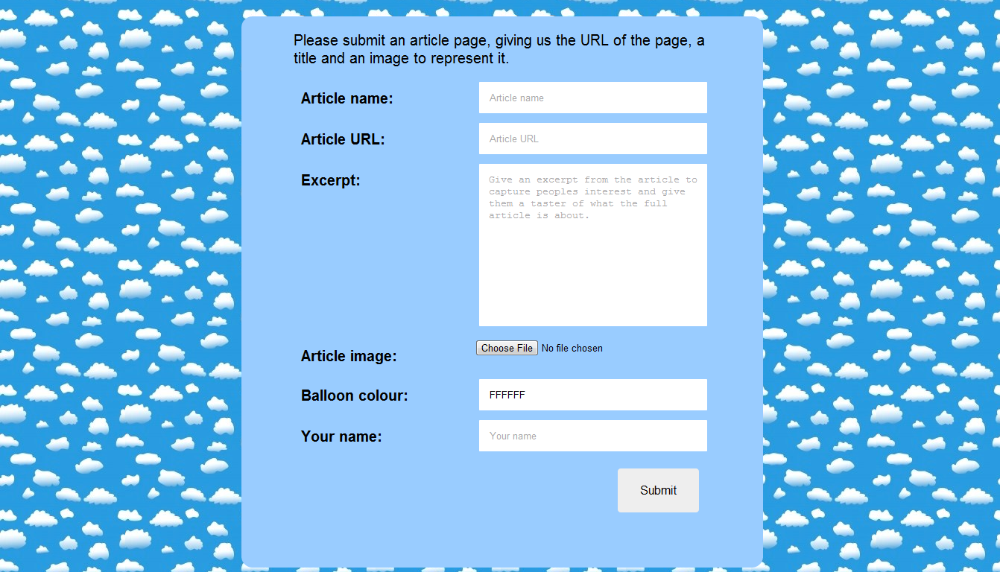 Please submit an article page, giving us the URL of the page, a
title and an image to represent it.
Article name:
Article name
Article URL:
Article URL
Excerpt:
Give an excerpt from the article to
capture peoples interest and give
them a taster of what the full
article is about.
Article image:
Choose File No file chosen
Balloon colour:
FFFFFF
Your name:
Your name
Submit